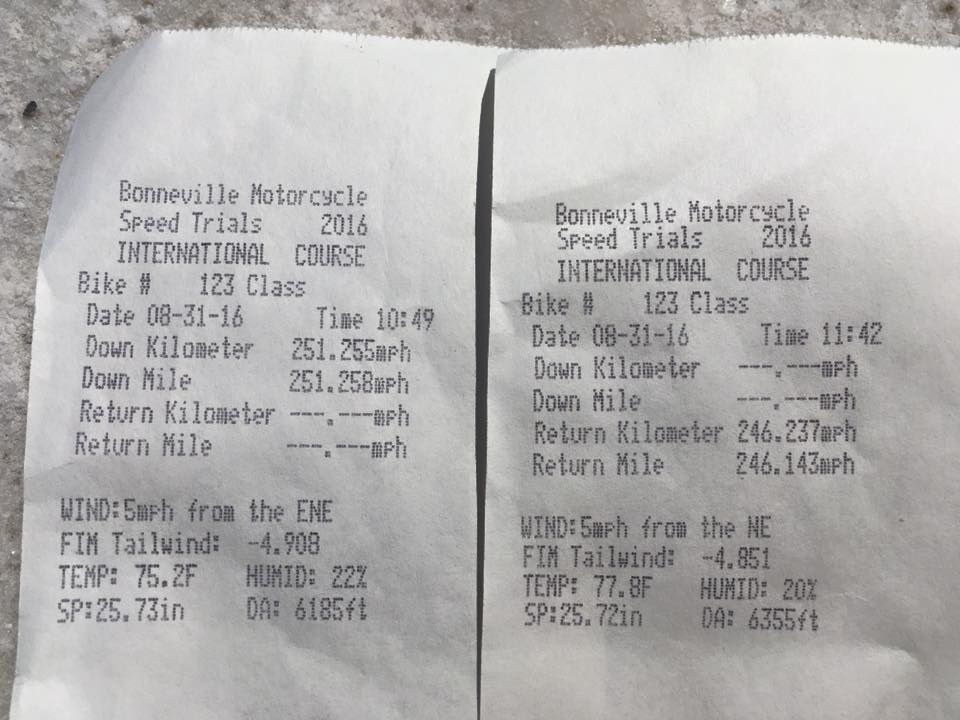 Bonneville Motorcycle
Speed Trials 2016
INTERNATIONAL COURSE
Bike # 123 Class
Date 08-31-16 Time 10:49
Down Kilometer 251.255mph
Down Mile 251.258mph
Return Kilometer ---.---mph
Return Mile ---.---mph
WIND:5mph from the ENE
FIM Tailwind: -4.908
TEMP: 75.2F HUMID: 22%
SP:25.73in DA: 6185ft
Bonneville Motorcycle
Speed Trials 2016
INTERNATIONAL COURSE
Bike # 123 Class
Date 08-31-16 Time 11:42
Down Kilometer ---.---mph
Down Mile ---.---mph
Return Kilometer 246.237mph
Return Mile 246.143mph
WIND:5mph from the NE
FIM Tailwind: -4.851
TEMP: 77.8F HUMID: 20%
SP:25.72in DA: 6355ft